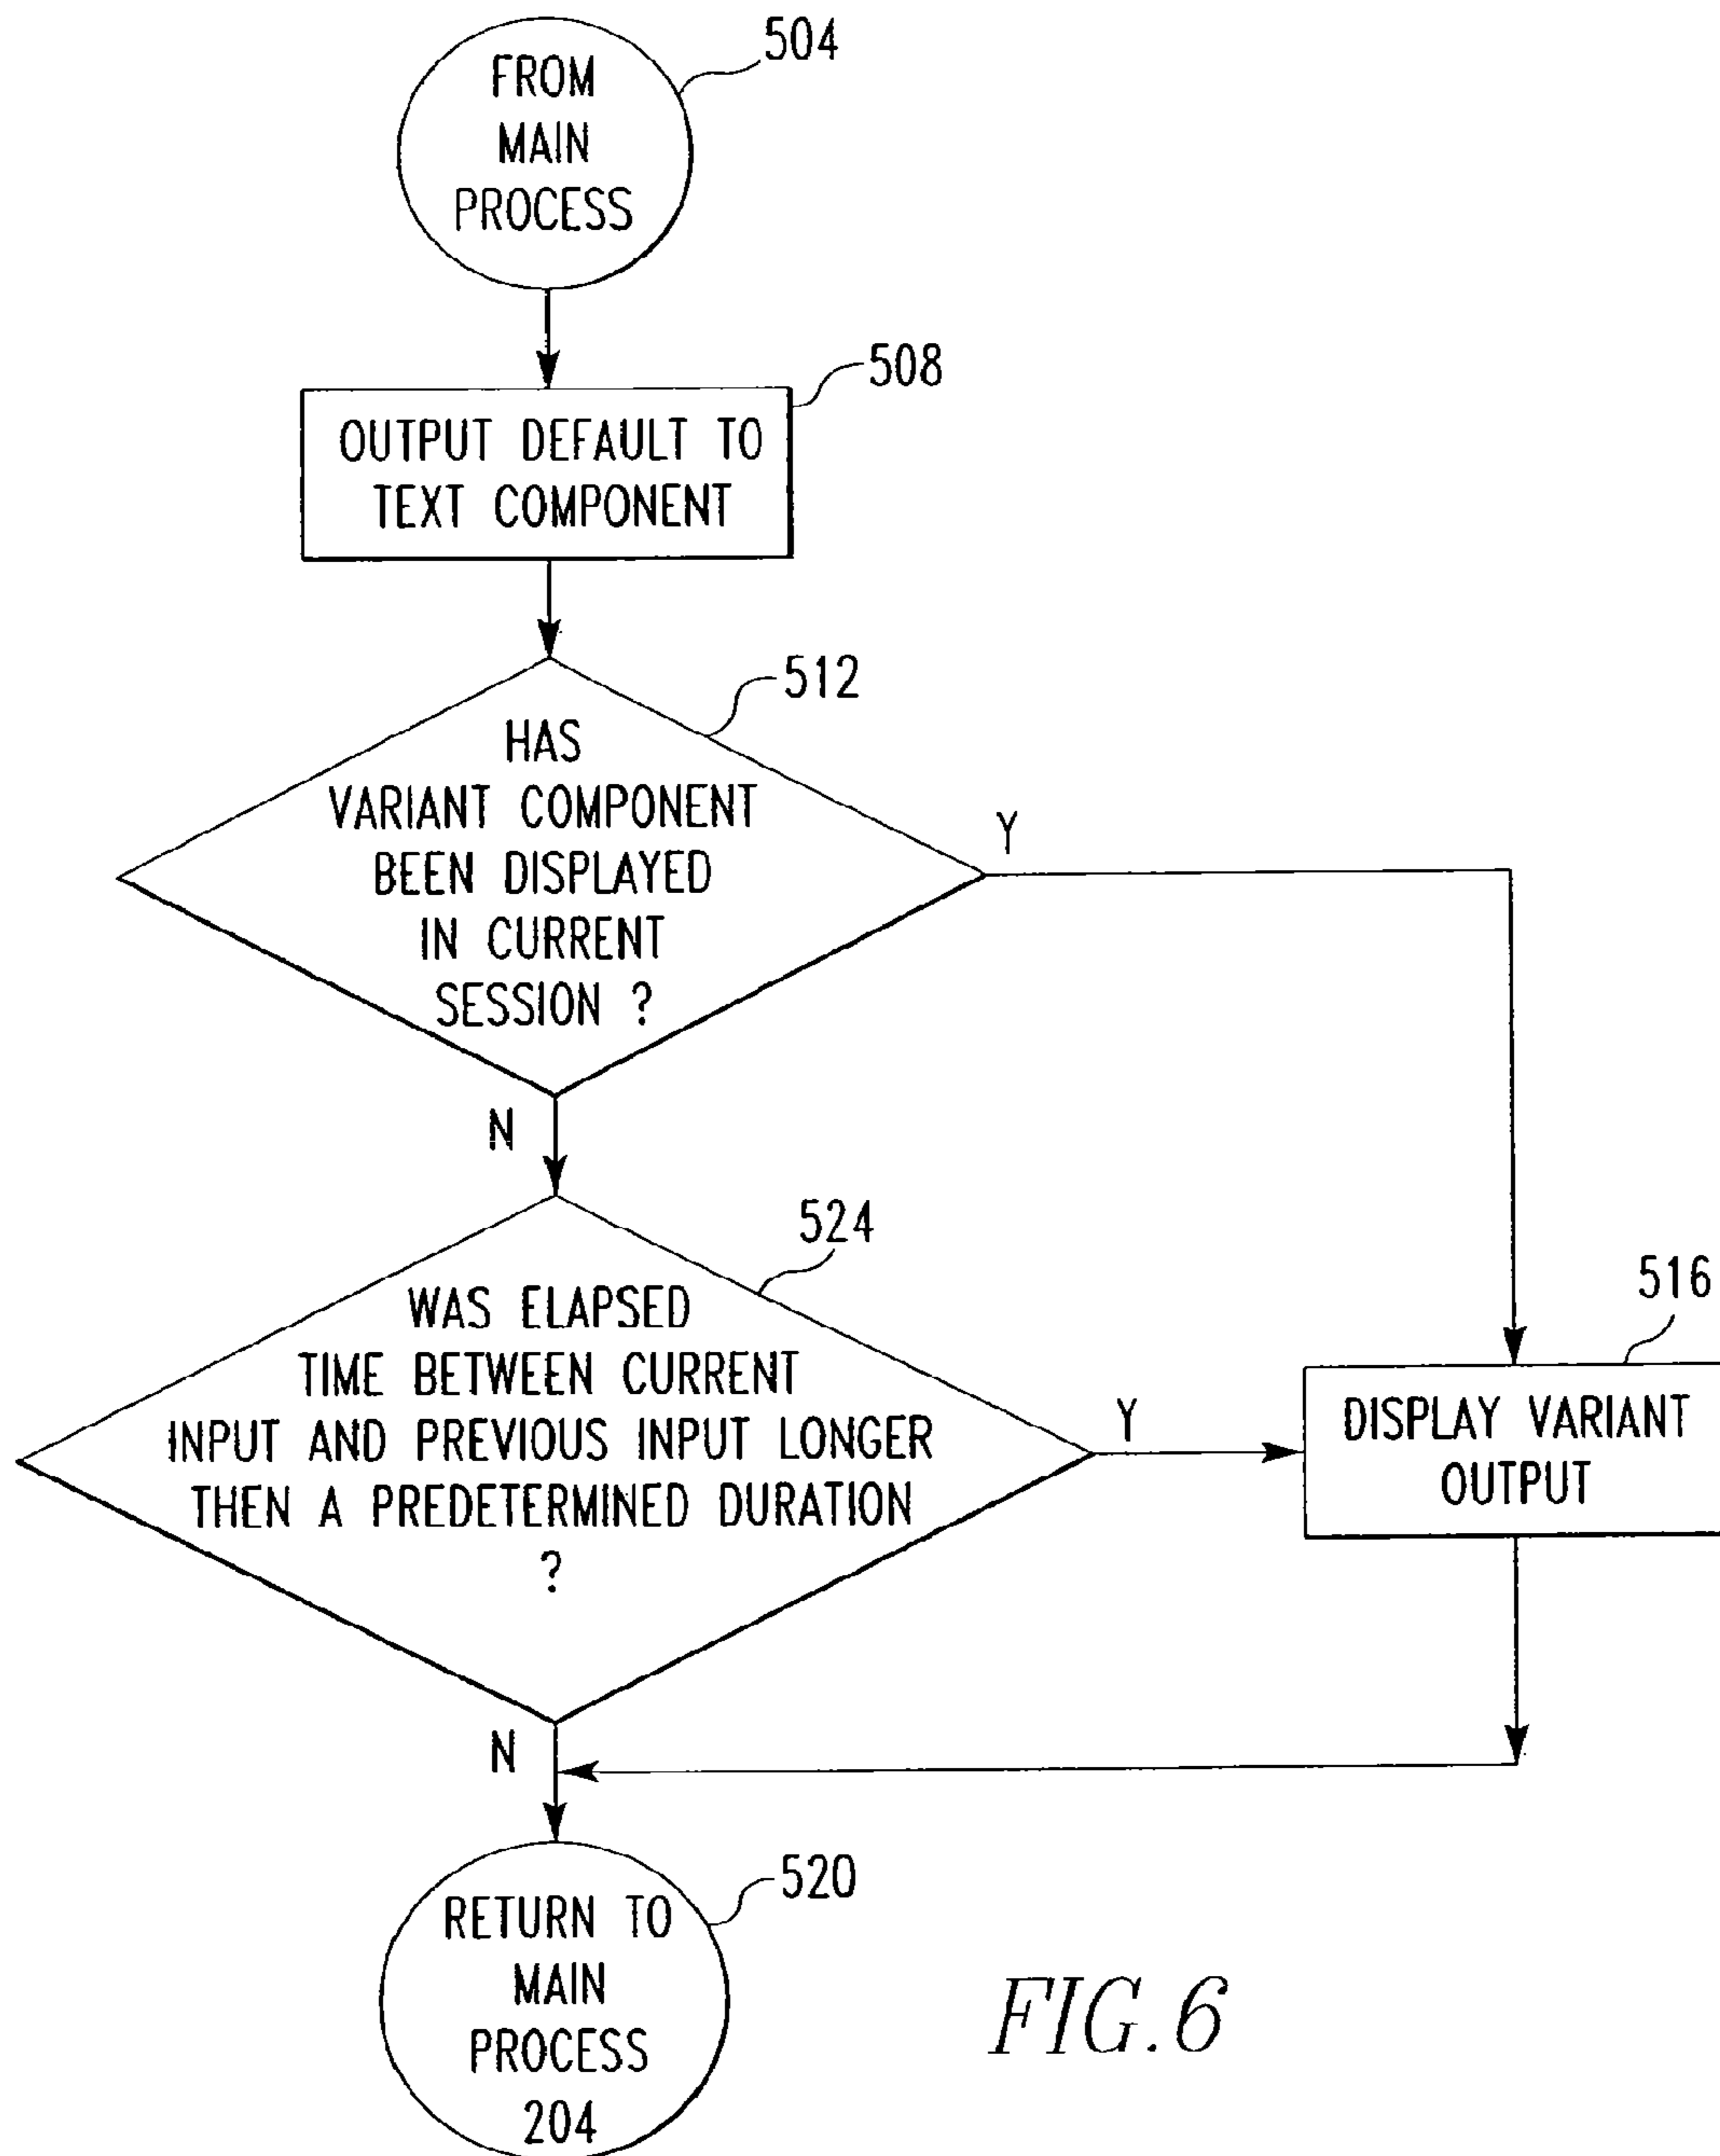 504
FROM
MAIN
PROCESS
508
OUTPUT DEFAULT TO
TEXT COMPONENT
512
HAS
VARIANT COMPONENT
BEEN DISPLAYED
IN CURRENT
SESSION ?
Y
N
524
WAS ELAPSED
TIME BETWEEN CURRENT
INPUT AND PREVIOUS INPUT LONGER
THEN A PREDETERMINED DURATION
?
Y
516
DISPLAY VARIANT
OUTPUT
N
520
RETURN TO
MAIN
PROCESS
204
FIG.6